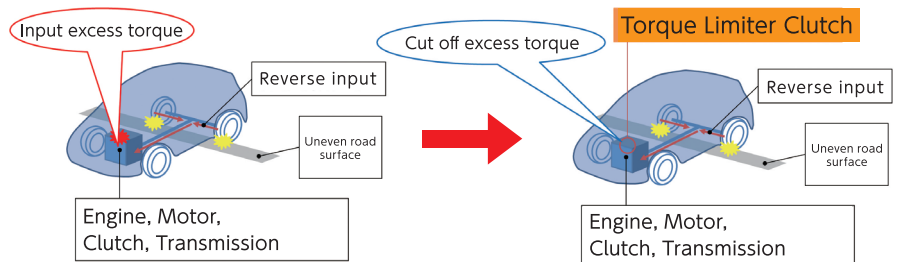 Input excess torque
Reverse input
Uneven road
surface
Engine, Motor,
Clutch, Transmission
Torque Limiter Clutch
Cut off excess torque
Reverse input
Uneven road
surface
Engine, Motor,
Clutch, Transmission